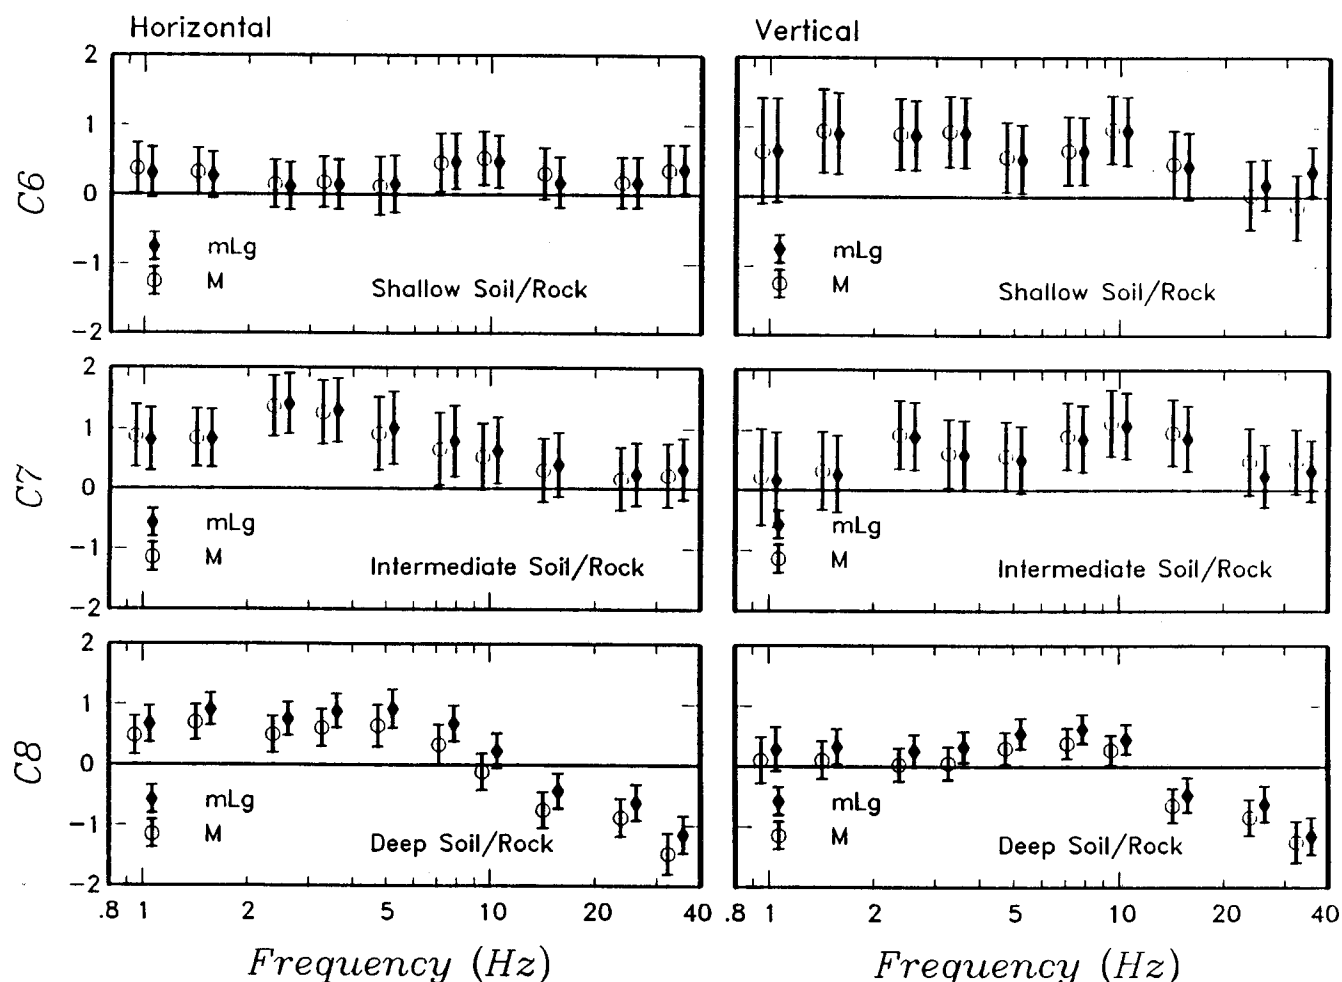 Horizontal
Vertical
2
1
0
-1
-2
C6
mLg
M
Shallow Soil/Rock
mLg
M
Shallow Soil/Rock
2
1
0
-1
-2
C7
mLg
M
Intermediate Soil/Rock
mLg
M
Intermediate Soil/Rock
2
1
0
-1
-2
C8
mLg
M
Deep Soil/Rock
mLg
M
Deep Soil/Rock
.8 1 2 5 10 20 40
.8 1 2 5 10 20 40
Frequency (Hz)
Frequency (Hz)